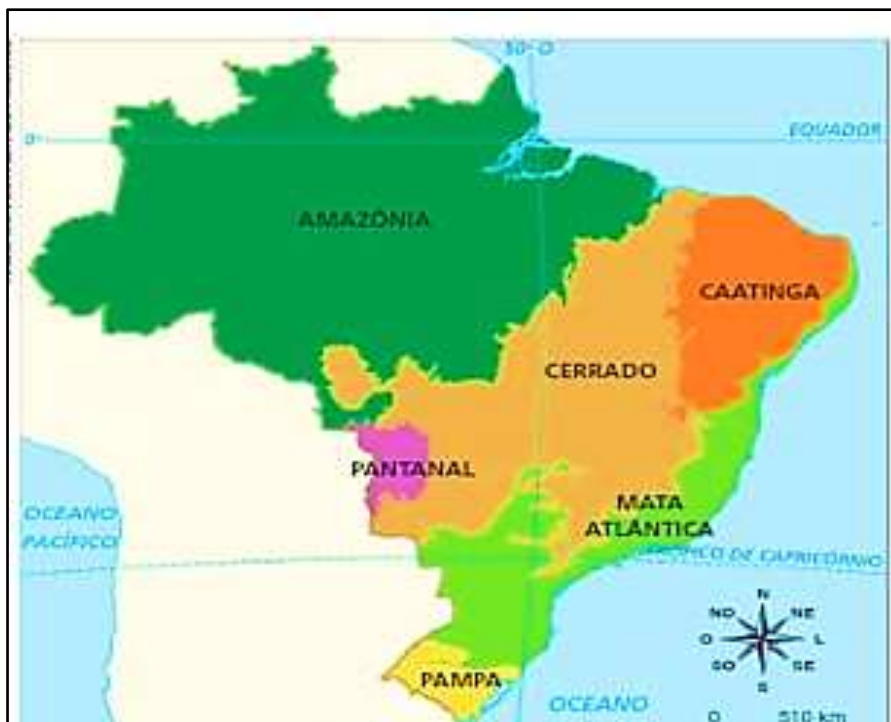 50° O
EQUADOR
0°
AMAZÔNIA
CAATINGA
CERRADO
PANTANAL
MATA
ATLÂNTICA
OCEANO
PACÍFICO
DE CAPRICÓRNIO
N
NO NE
O L
SO SE
S
PAMPA
OCEANO
0 510 km